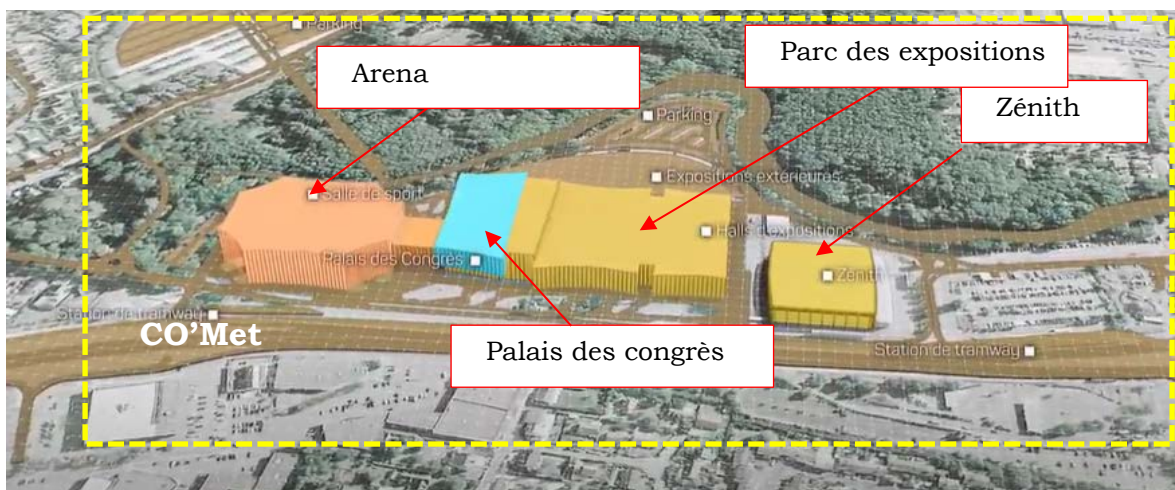 Parking
Arena
Parc des expositions
Zénith
Parking
Expositions extérieures
Salle de sport
Halls d'expositions
Palais des Congrès
Zénith
Station de tramway
CO'Met
Palais des congrès
Station de tramway